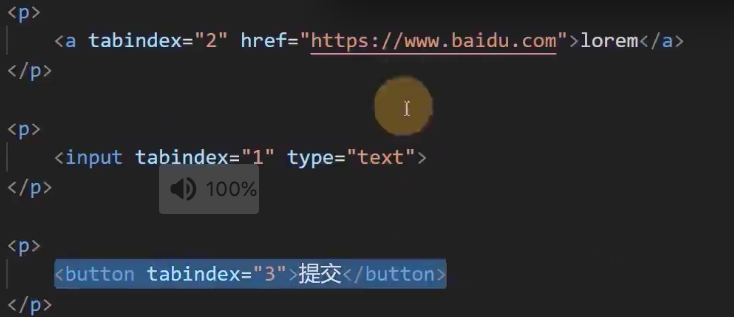 <p>
<a tabindex="2" href="https://www.baidu.com">lorem</a>
</p>
<p>
<input tabindex="1" type="text">
100%
</p>
<p>
<button tabindex="3">提交</button>
</p>